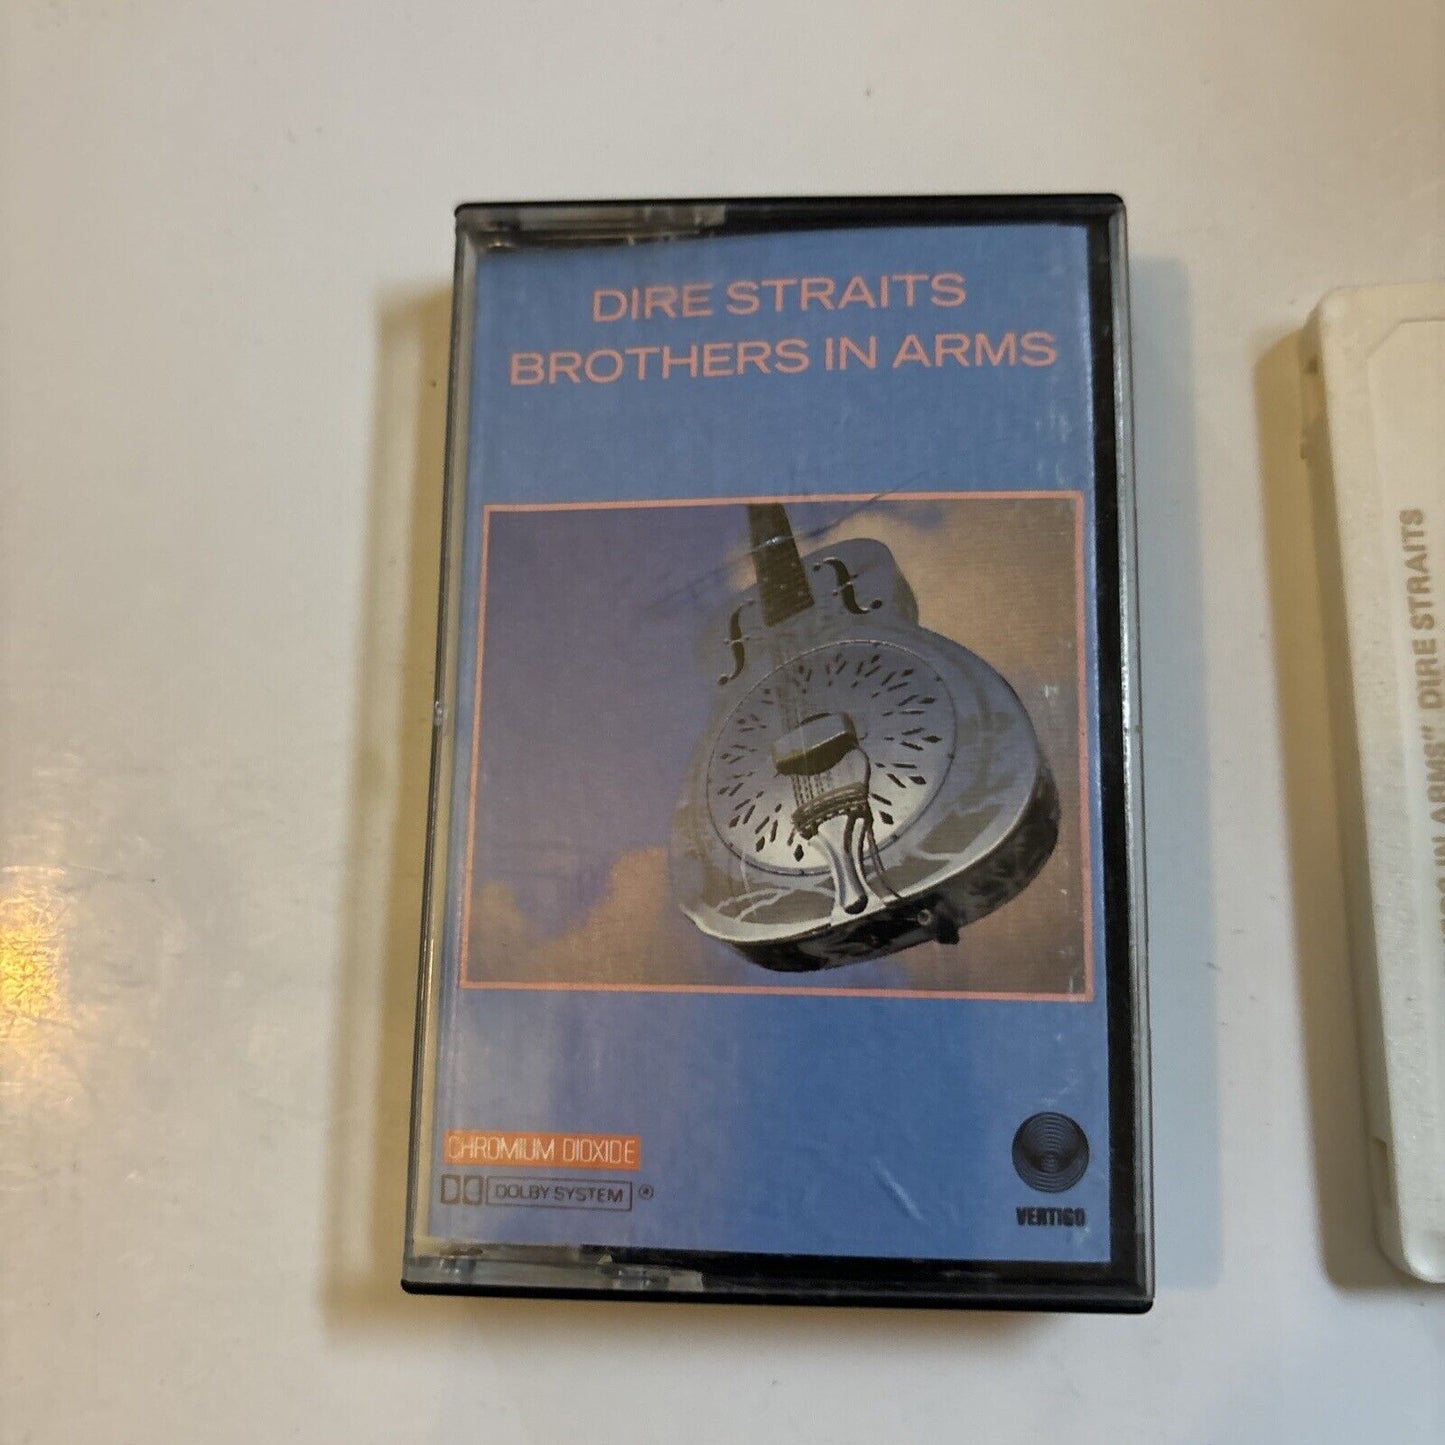 DIRE STRAITS
BROTHERS IN ARMS
CHROMIUM DIOXIDE
DOLBY SYSTEM ®
VERTIGO
IN ARMS" DIRE STRAITS